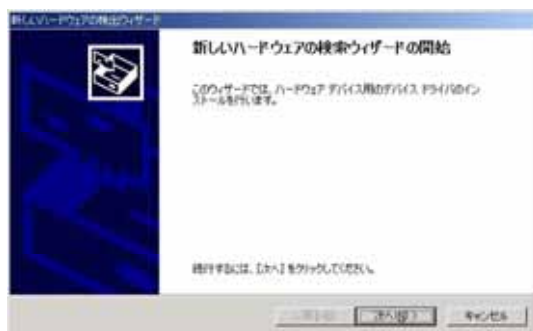 新しいハードウェアの検出ウィザード
新しいハードウェアの検索ウィザードの開始
このウィザードでは、ハードウェア デバイス用のデバイス ドライバのイン
ストールを行います。
続行するには、[次へ] をクリックしてください。
次へ(N) >
キャンセル